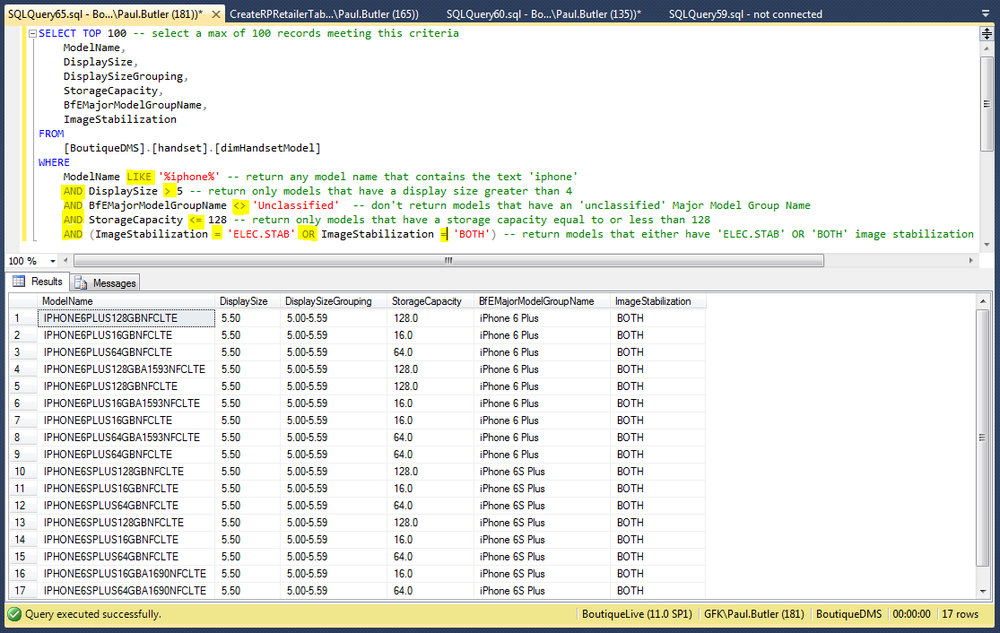 SQLQuery65.sql - Bo...\Paul.Butler (181))* CreateRPRetailerTab...\Paul.Butler (165)) SQLQuery60.sql - Bo...\Paul.Butler (135))* SQLQuery59.sql - not connected
SELECT TOP 100 -- select a max of 100 records meeting this criteria
ModelName,
DisplaySize,
DisplaySizeGrouping,
StorageCapacity,
BfEMajorModelGroupName,
ImageStabilization
FROM
[BoutiqueDMS].[handset].[dimHandsetModel]
WHERE
ModelName LIKE '%iphone%' -- return any model name that contains the text 'iphone'
AND DisplaySize > 5 -- return only models that have a display size greater than 4
AND BfEMajorModelGroupName <> 'Unclassified' -- don't return models that have an 'unclassified' Major Model Group Name
AND StorageCapacity <= 128 -- return only models that have a storage capacity equal to or less than 128
AND (ImageStabilization = 'ELEC.STAB' OR ImageStabilization = 'BOTH') -- return models that either have 'ELEC.STAB' OR 'BOTH' image stabilization
100 %
Results Messages
ModelName DisplaySize DisplaySizeGrouping StorageCapacity BfEMajorModelGroupName ImageStabilization
1 IPHONE6PLUS128GBNFCLTE 5.50 5.00-5.59 128.0 iPhone 6 Plus BOTH
2 IPHONE6PLUS16GBNFCLTE 5.50 5.00-5.59 16.0 iPhone 6 Plus BOTH
3 IPHONE6PLUS64GBNFCLTE 5.50 5.00-5.59 64.0 iPhone 6 Plus BOTH
4 IPHONE6PLUS128GBA1593NFCLTE 5.50 5.00-5.59 128.0 iPhone 6 Plus BOTH
5 IPHONE6PLUS128GBNFCLTE 5.50 5.00-5.59 128.0 iPhone 6 Plus BOTH
6 IPHONE6PLUS16GBA1593NFCLTE 5.50 5.00-5.59 16.0 iPhone 6 Plus BOTH
7 IPHONE6PLUS16GBNFCLTE 5.50 5.00-5.59 16.0 iPhone 6 Plus BOTH
8 IPHONE6PLUS64GBA1593NFCLTE 5.50 5.00-5.59 64.0 iPhone 6 Plus BOTH
9 IPHONE6PLUS64GBNFCLTE 5.50 5.00-5.59 64.0 iPhone 6 Plus BOTH
10 IPHONE6SPLUS128GBNFCLTE 5.50 5.00-5.59 128.0 iPhone 6S Plus BOTH
11 IPHONE6SPLUS16GBNFCLTE 5.50 5.00-5.59 16.0 iPhone 6S Plus BOTH
12 IPHONE6SPLUS64GBNFCLTE 5.50 5.00-5.59 64.0 iPhone 6S Plus BOTH
13 IPHONE6SPLUS128GBNFCLTE 5.50 5.00-5.59 128.0 iPhone 6S Plus BOTH
14 IPHONE6SPLUS16GBNFCLTE 5.50 5.00-5.59 16.0 iPhone 6S Plus BOTH
15 IPHONE6SPLUS64GBNFCLTE 5.50 5.00-5.59 64.0 iPhone 6S Plus BOTH
16 IPHONE6SPLUS16GBA1690NFCLTE 5.50 5.00-5.59 16.0 iPhone 6S Plus BOTH
17 IPHONE6SPLUS64GBA1690NFCLTE 5.50 5.00-5.59 64.0 iPhone 6S Plus BOTH
Query executed successfully. BoutiqueLive (11.0 SP1) GFK\Paul.Butler (181) BoutiqueDMS 00:00:00 17 rows